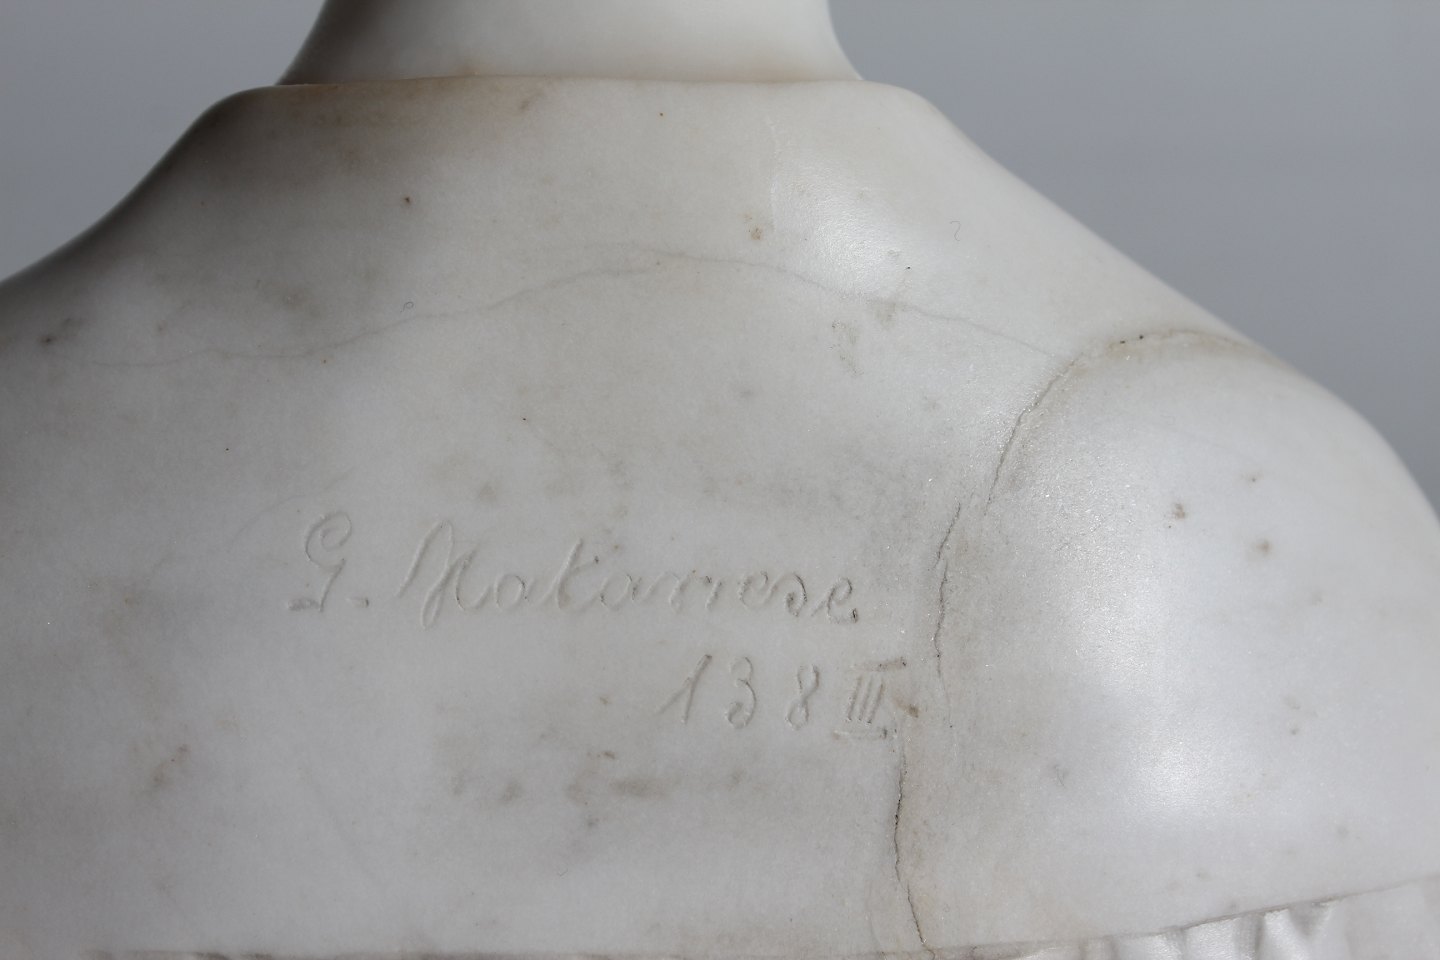 G. Matarrese
138 III